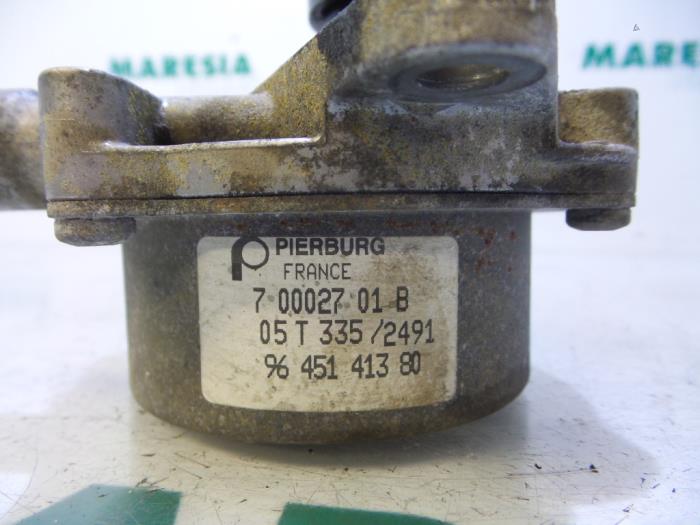 MARESIA
MARESIA
PIERBURG
FRANCE
7 00027 01 B
05 T 335 /2491
96 451 413 80